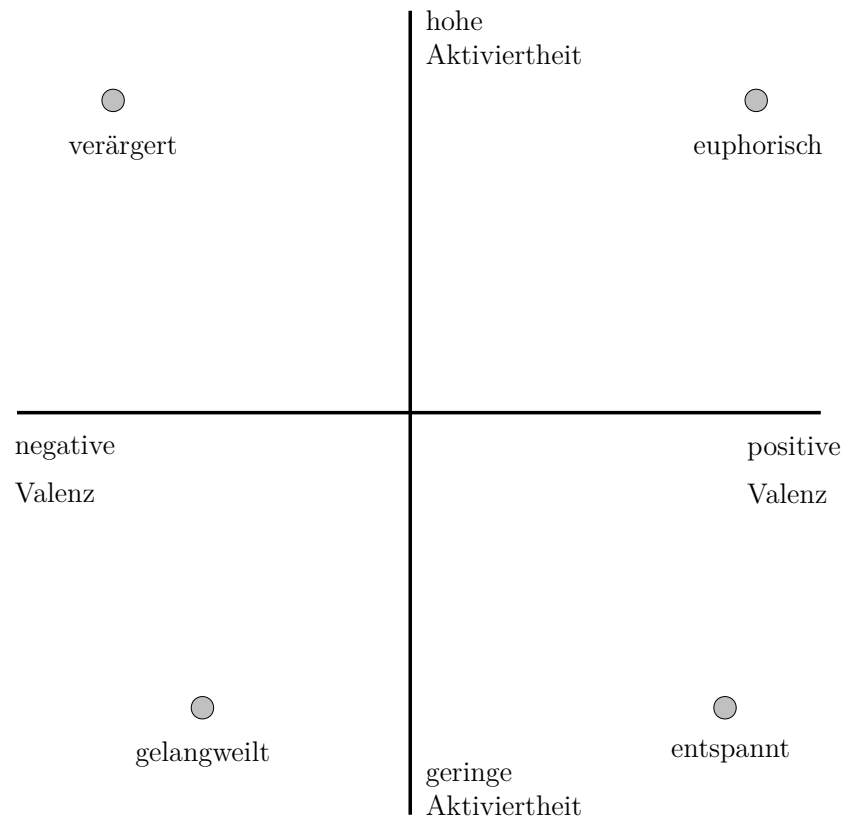 hohe
Aktiviertheit
verärgert
euphorisch
negative
Valenz
positive
Valenz
gelangweilt
entspannt
geringe
Aktiviertheit